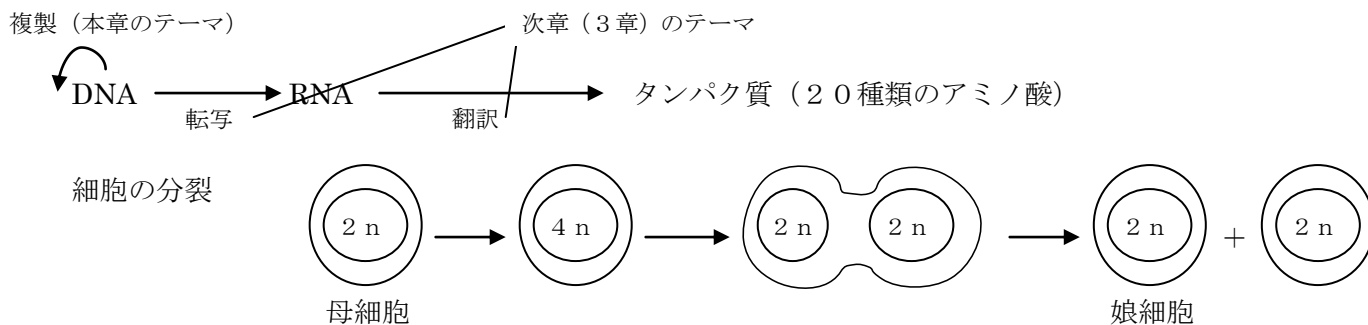 複製（本章のテーマ） 次章（３章）のテーマ
DNA RNA タンパク質（２０種類のアミノ酸）
転写 翻訳
細胞の分裂
２ｎ ４ｎ ２ｎ ２ｎ ２ｎ ＋ ２ｎ
母細胞 娘細胞